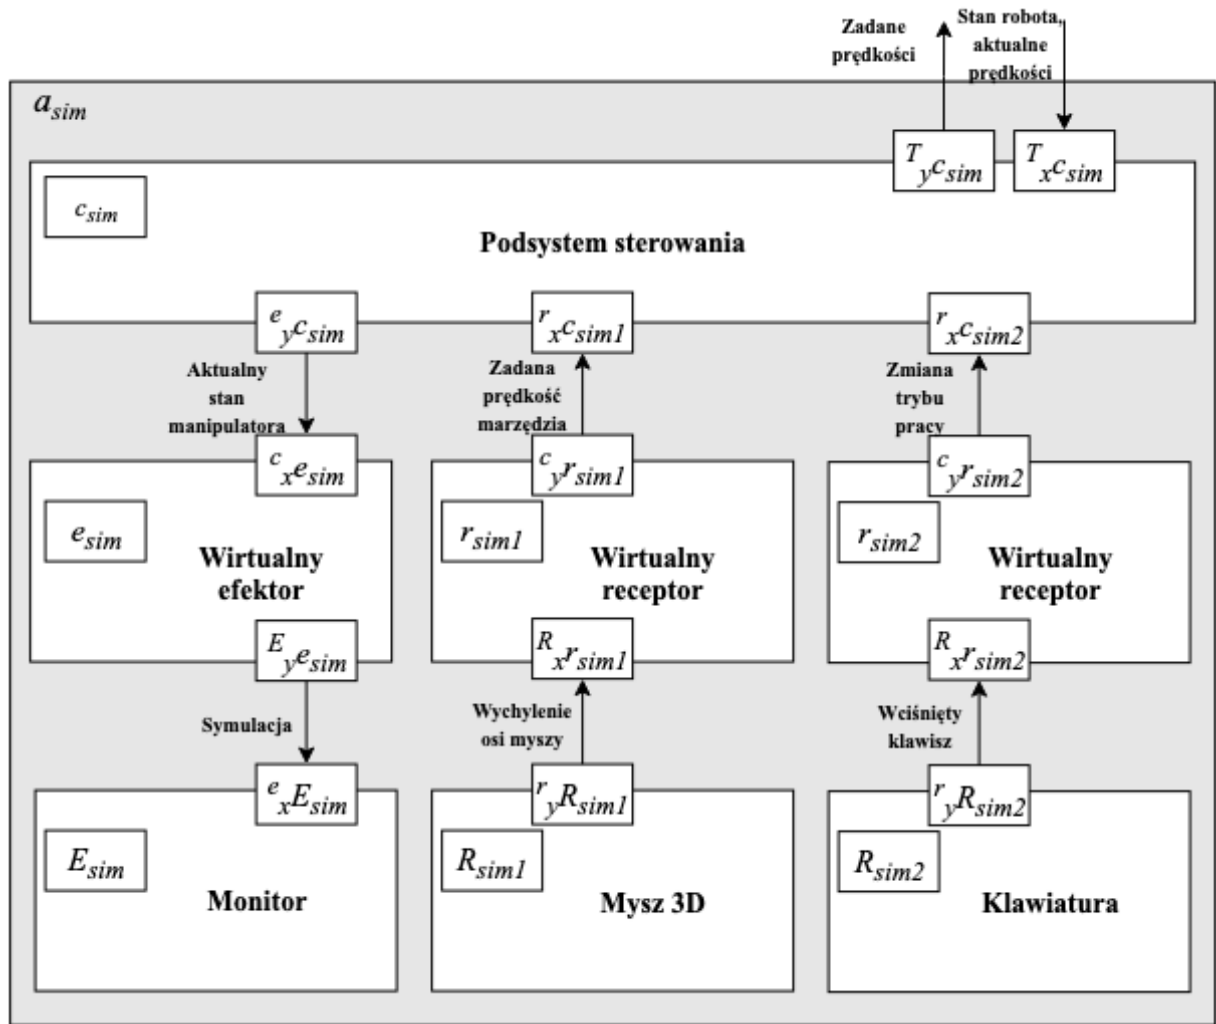 Zadane
prędkości
Stan robota,
aktualne
prędkości
a_sim
T_y c_sim
T_x c_sim
c_sim
Podsystem sterowania
e_y c_sim
r_x c_sim1
r_x c_sim2
Aktualny
stan
manipulatora
Zadana
prędkość
marzędzia
Zmiana
trybu
pracy
c_x e_sim
c_y r_sim1
c_y r_sim2
e_sim
Wirtualny
efektor
r_sim1
Wirtualny
receptor
r_sim2
Wirtualny
receptor
E_y e_sim
R_x r_sim1
R_x r_sim2
Symulacja
Wychylenie
osi myszy
Wciśnięty
klawisz
e_x E_sim
r_y R_sim1
r_y R_sim2
E_sim
Monitor
R_sim1
Mysz 3D
R_sim2
Klawiatura